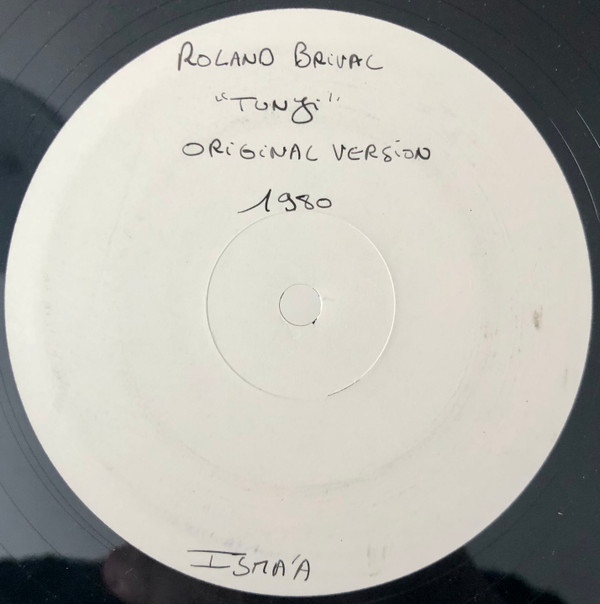 ROLAND BRIVAL
"TUNJI"
ORIGINAL VERSION
1980
ISMA'A